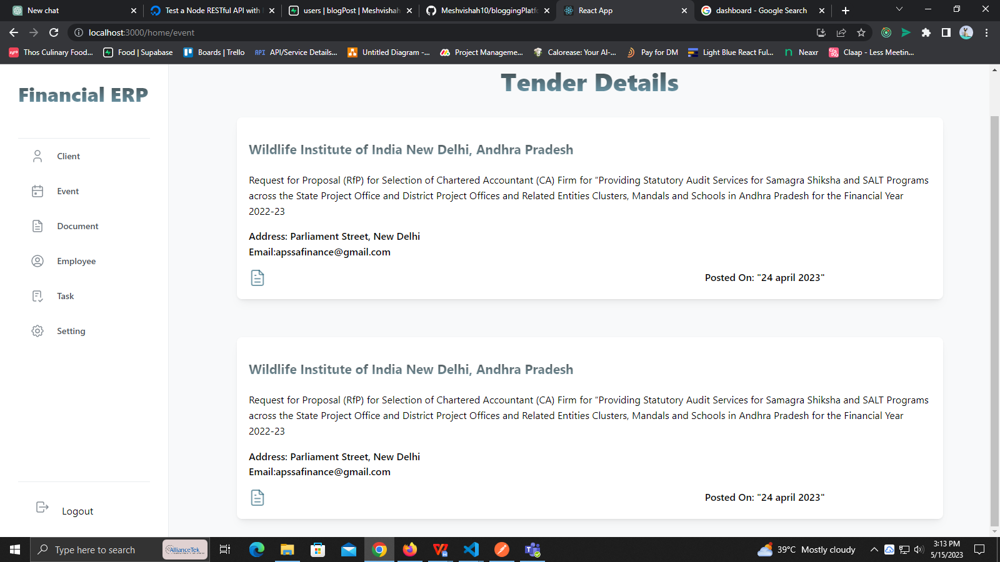 New chat
Test a Node RESTful API with
users | blogPost | Meshvishah
Meshvishah10/bloggingPlatfo
React App
dashboard - Google Search
localhost:3000/home/event
Thos Culinary Food...
Food | Supabase
Boards | Trello
API API/Service Details...
Untitled Diagram -...
Project Manageme...
Calorease: Your AI-...
Pay for DM
Light Blue React Ful...
Neaxr
Claap - Less Meetin...
Financial ERP
Client
Event
Document
Employee
Task
Setting
Logout
Tender Details
Wildlife Institute of India New Delhi, Andhra Pradesh
Request for Proposal (RfP) for Selection of Chartered Accountant (CA) Firm for “Providing Statutory Audit Services for Samagra Shiksha and SALT Programs
across the State Project Office and District Project Offices and Related Entities Clusters, Mandals and Schools in Andhra Pradesh for the Financial Year
2022-23
Address: Parliament Street, New Delhi
Email:apssafinance@gmail.com
Posted On: "24 april 2023"
Wildlife Institute of India New Delhi, Andhra Pradesh
Request for Proposal (RfP) for Selection of Chartered Accountant (CA) Firm for “Providing Statutory Audit Services for Samagra Shiksha and SALT Programs
across the State Project Office and District Project Offices and Related Entities Clusters, Mandals and Schools in Andhra Pradesh for the Financial Year
2022-23
Address: Parliament Street, New Delhi
Email:apssafinance@gmail.com
Posted On: "24 april 2023"
Type here to search
AllianceTek
39°C Mostly cloudy
3:13 PM
5/15/2023